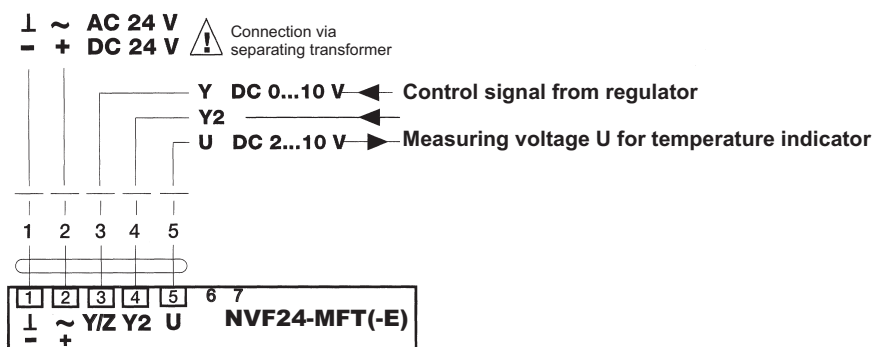 ⊥ ~ AC 24 V
– + DC 24 V
Connection via
separating transformer
Y DC 0...10 V Control signal from regulator
Y2
U DC 2...10 V Measuring voltage U for temperature indicator
1 2 3 4 5
1 2 3 4 5 6 7
⊥ ~ Y/Z Y2 U NVF24-MFT(-E)
– +